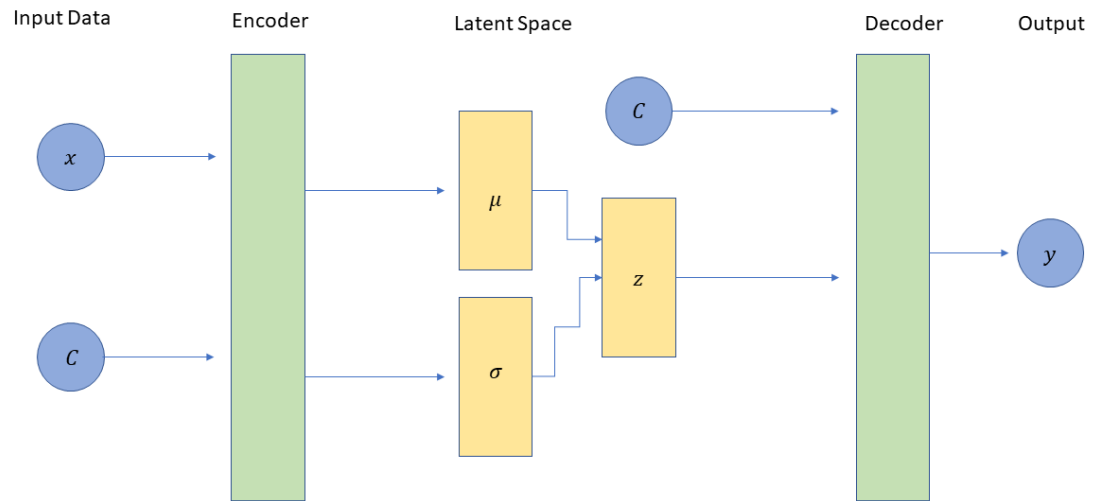 Input Data
Encoder
Latent Space
Decoder
Output
x
C
μ
σ
C
z
y